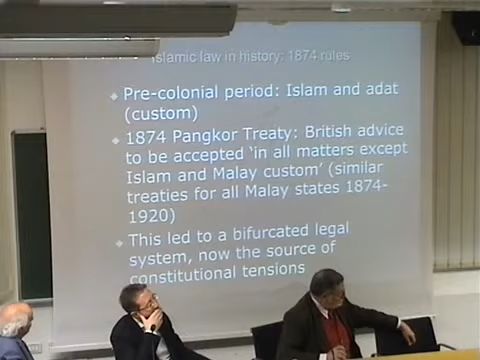 Islamic law in history: 1874 rules
Pre-colonial period: Islam and adat
(custom)
1874 Pangkor Treaty: British advice
to be accepted 'in all matters except
Islam and Malay custom' (similar
treaties for all Malay states 1874-
1920)
This led to a bifurcated legal
system, now the source of
constitutional tensions